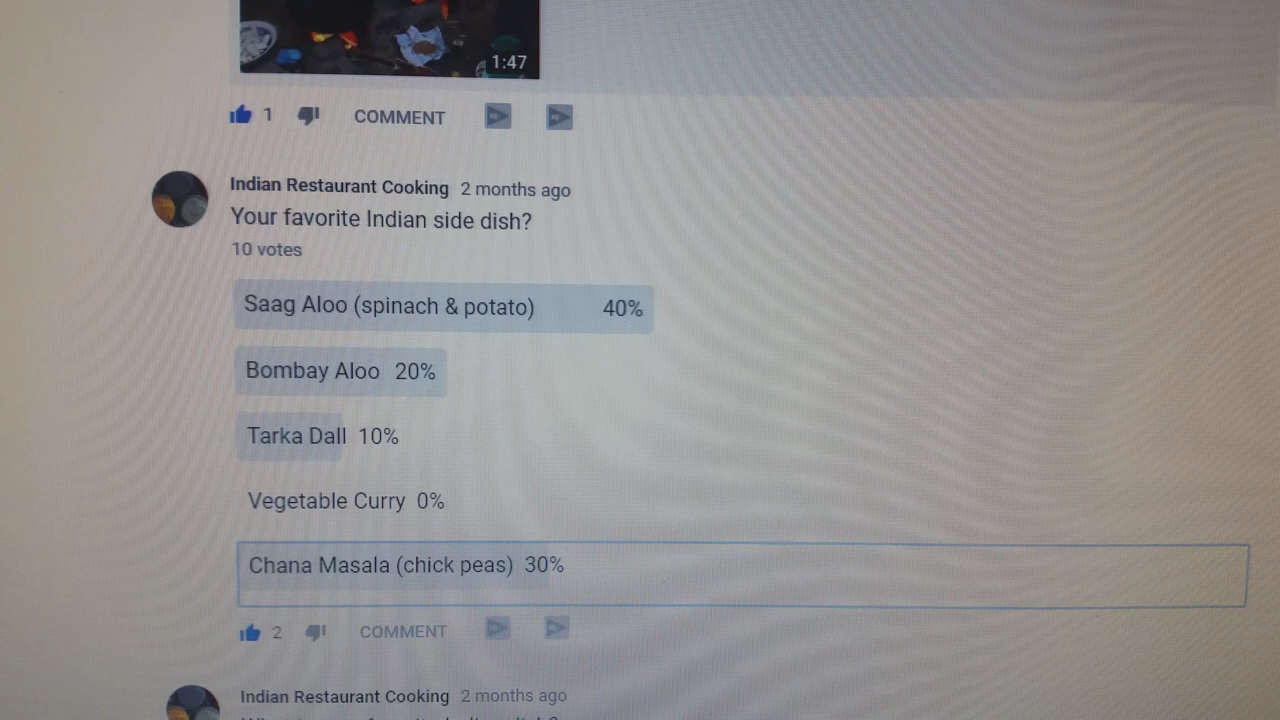 1:47
1 COMMENT
Indian Restaurant Cooking 2 months ago
Your favorite Indian side dish?
10 votes
Saag Aloo (spinach & potato) 40%
Bombay Aloo 20%
Tarka Dall 10%
Vegetable Curry 0%
Chana Masala (chick peas) 30%
2 COMMENT
Indian Restaurant Cooking 2 months ago